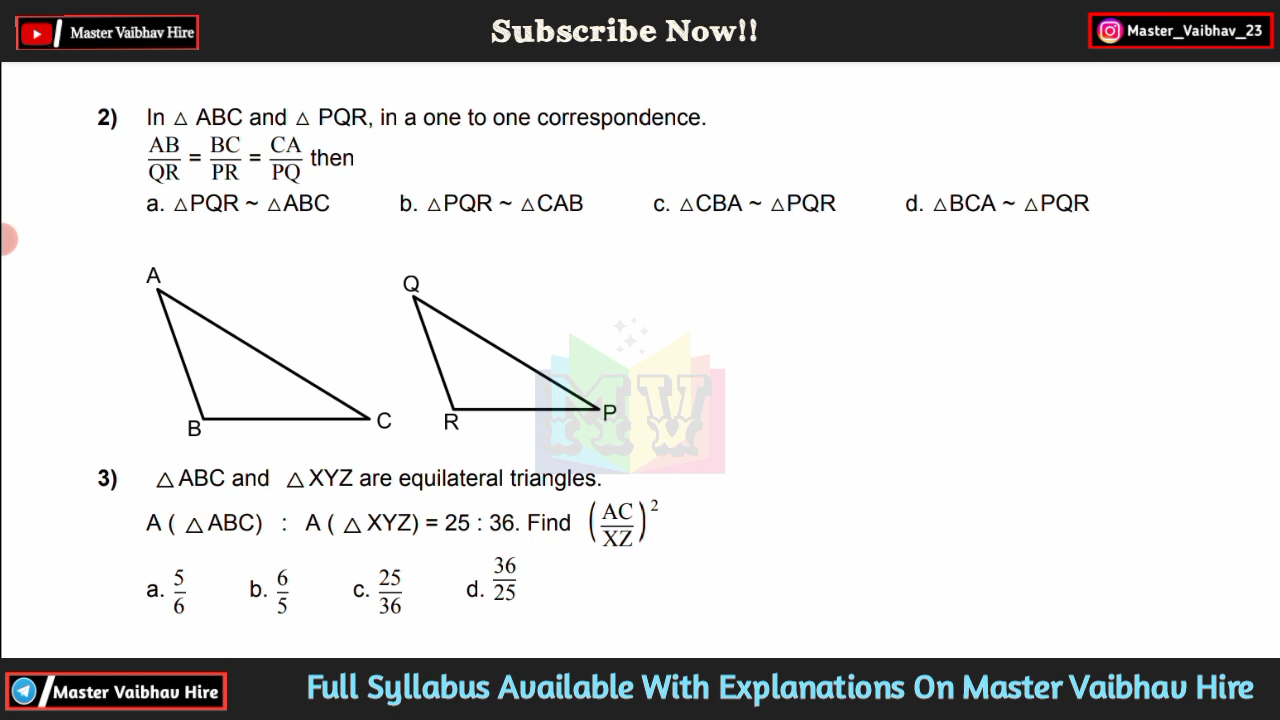 Master Vaibhav Hire
Subscribe Now!!
Master_Vaibhav_23
2) In △ ABC and △ PQR, in a one to one correspondence.
AB/QR = BC/PR = CA/PQ then
a. △PQR ~ △ABC b. △PQR ~ △CAB c. △CBA ~ △PQR d. △BCA ~ △PQR
A
Q
B
C
R
P
MV
3) △ABC and △XYZ are equilateral triangles.
A ( △ABC) : A ( △XYZ) = 25 : 36. Find (AC/XZ)²
a. 5/6 b. 6/5 c. 25/36 d. 36/25
Master Vaibhav Hire
Full Syllabus Available With Explanations On Master Vaibhav Hire